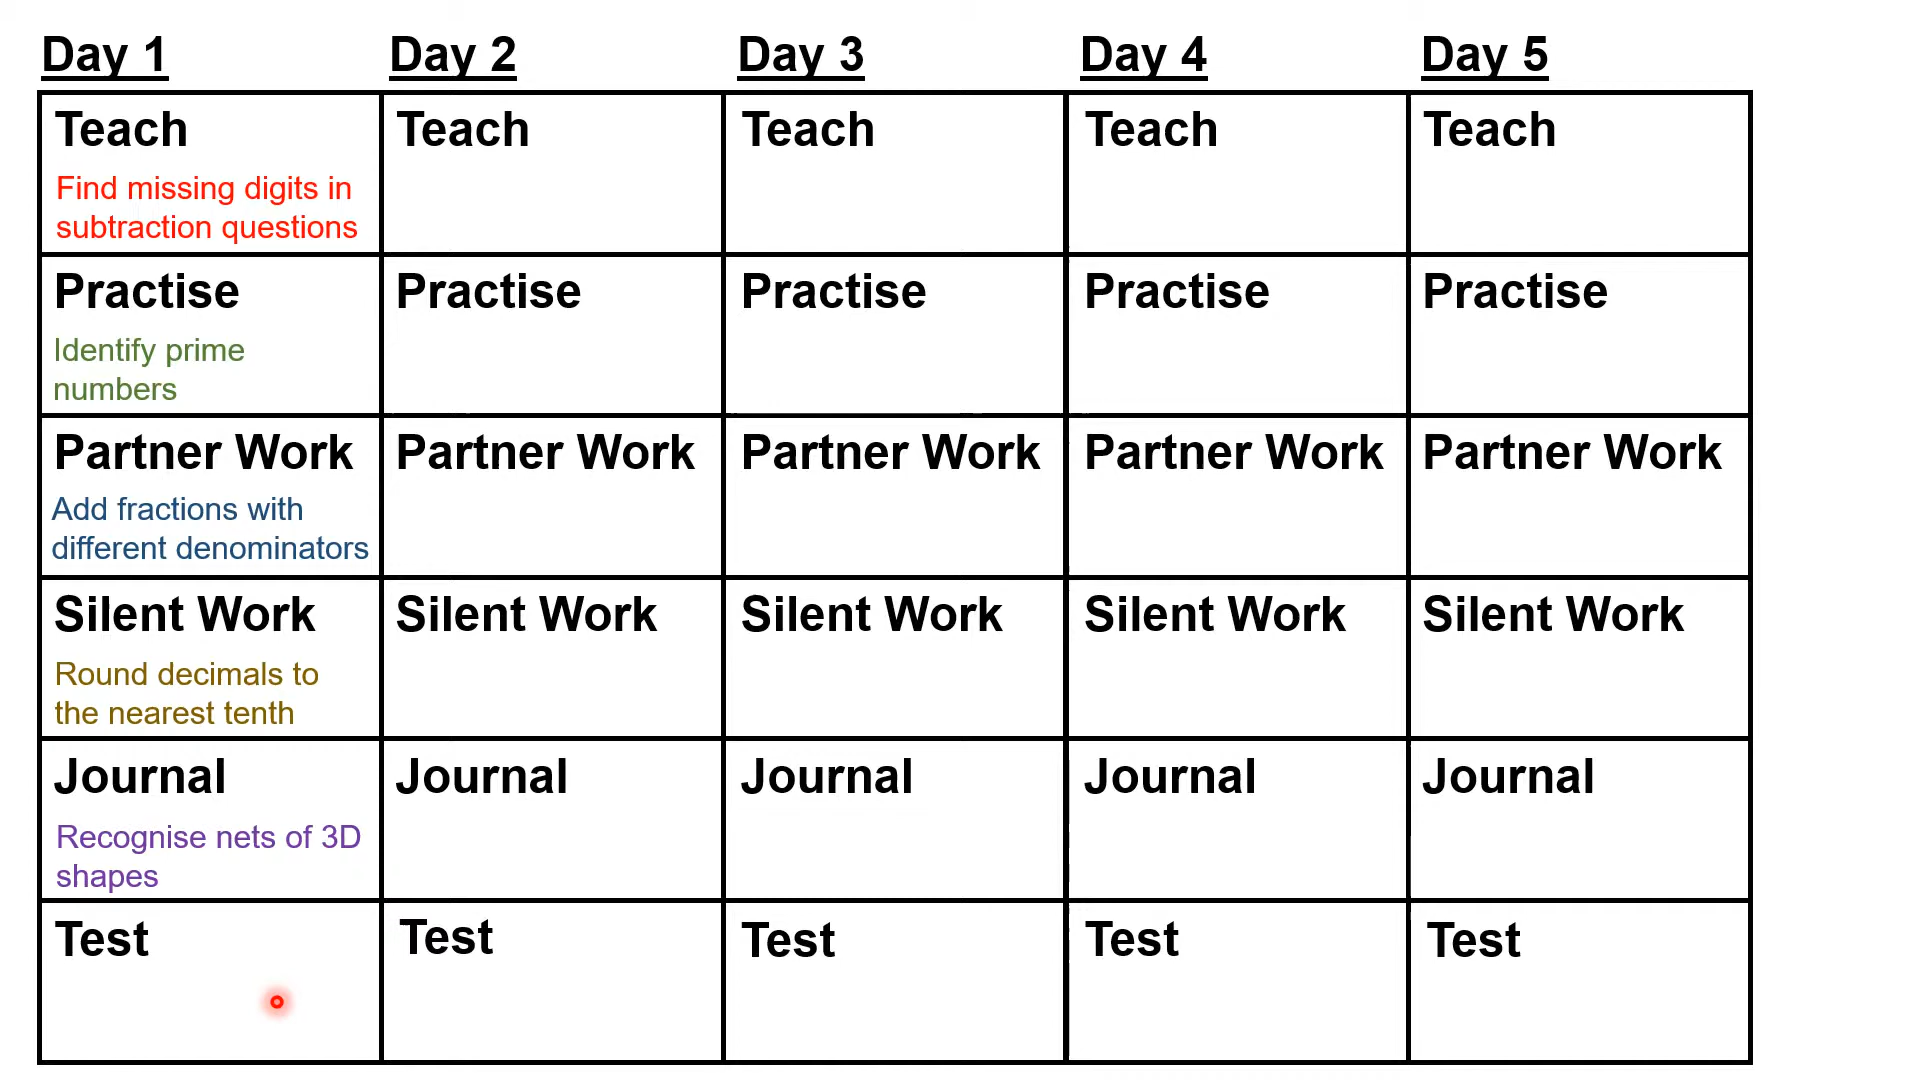 Day 1 Day 2 Day 3 Day 4 Day 5
Teach Teach Teach Teach Teach
Find missing digits in
subtraction questions
Practise Practise Practise Practise Practise
Identify prime
numbers
Partner Work Partner Work Partner Work Partner Work Partner Work
Add fractions with
different denominators
Silent Work Silent Work Silent Work Silent Work Silent Work
Round decimals to
the nearest tenth
Journal Journal Journal Journal Journal
Recognise nets of 3D
shapes
Test Test Test Test Test